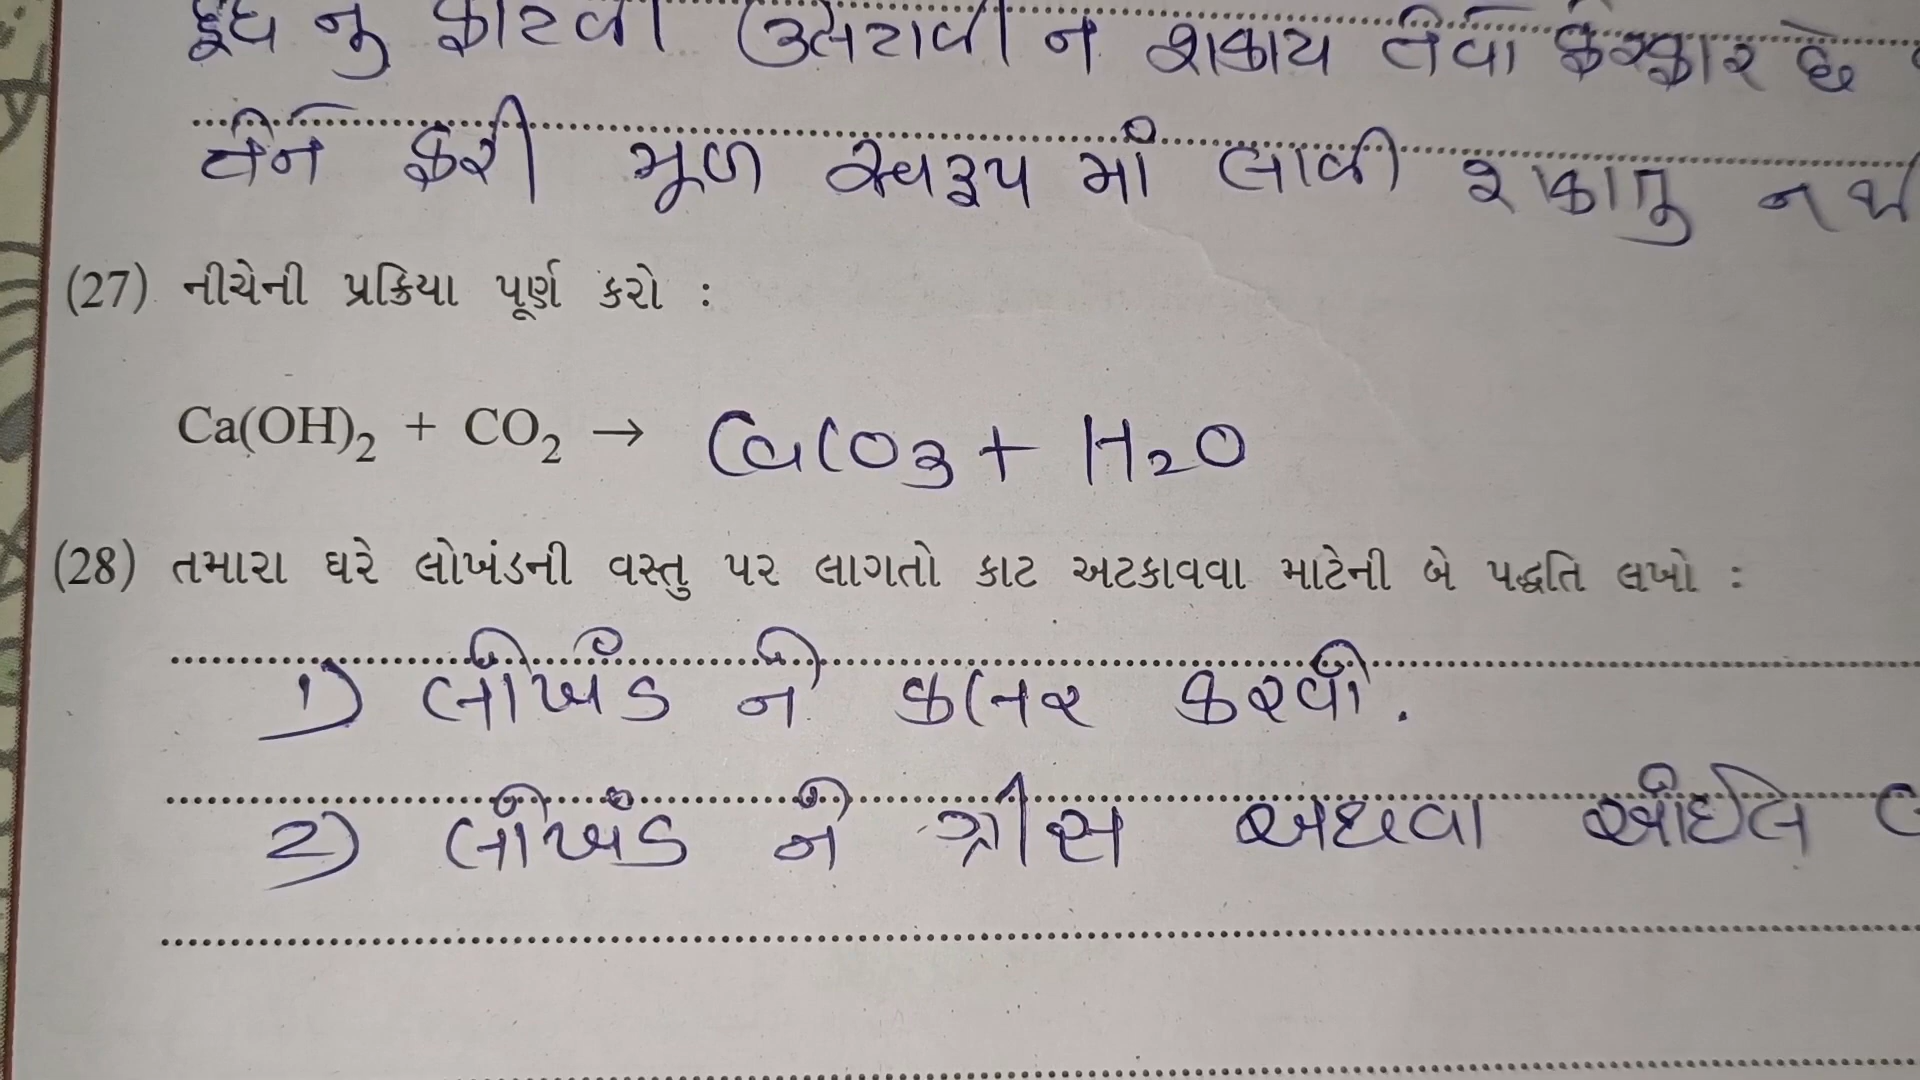 દૂધ નુ ફાટવી ઉલટાવી ન શકાય તેવા ફેરફાર છે
તેને ફરી મૂળ સ્વરૂપ માં લાવી શકાતુ નથી
(27) નીચેની પ્રક્રિયા પૂર્ણ કરો :
Ca(OH)₂ + CO₂ → CaCO₃ + H₂O
(28) તમારા ઘરે લોખંડની વસ્તુ પર લાગતો કાટ અટકાવવા માટેની બે પદ્ધતિ લખો :
1) લોખંડ ને કલર કરવો.
2) લોખંડ ને ગ્રીસ અથવા ઓઈલ